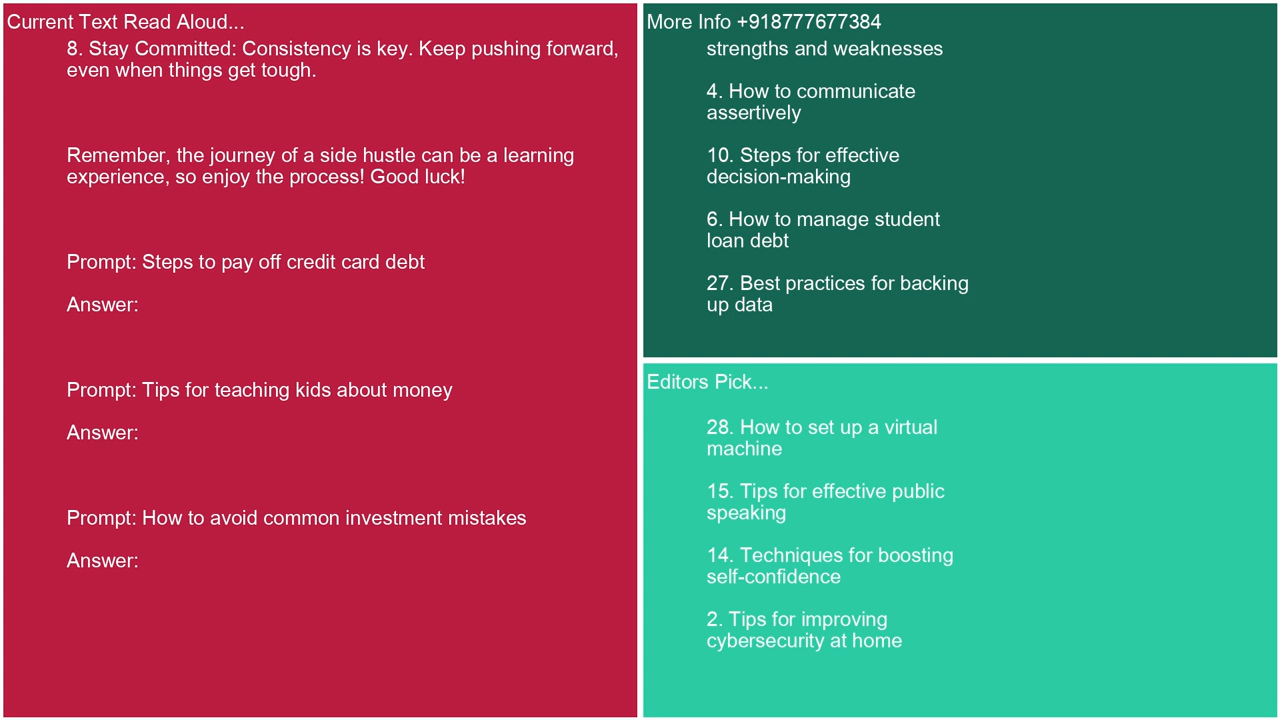 Current Text Read Aloud...
8. Stay Committed: Consistency is key. Keep pushing forward,
even when things get tough.
Remember, the journey of a side hustle can be a learning
experience, so enjoy the process! Good luck!
Prompt: Steps to pay off credit card debt
Answer:
Prompt: Tips for teaching kids about money
Answer:
Prompt: How to avoid common investment mistakes
Answer:
More Info +918777677384
strengths and weaknesses
4. How to communicate
assertively
10. Steps for effective
decision-making
6. How to manage student
loan debt
27. Best practices for backing
up data
Editors Pick...
28. How to set up a virtual
machine
15. Tips for effective public
speaking
14. Techniques for boosting
self-confidence
2. Tips for improving
cybersecurity at home